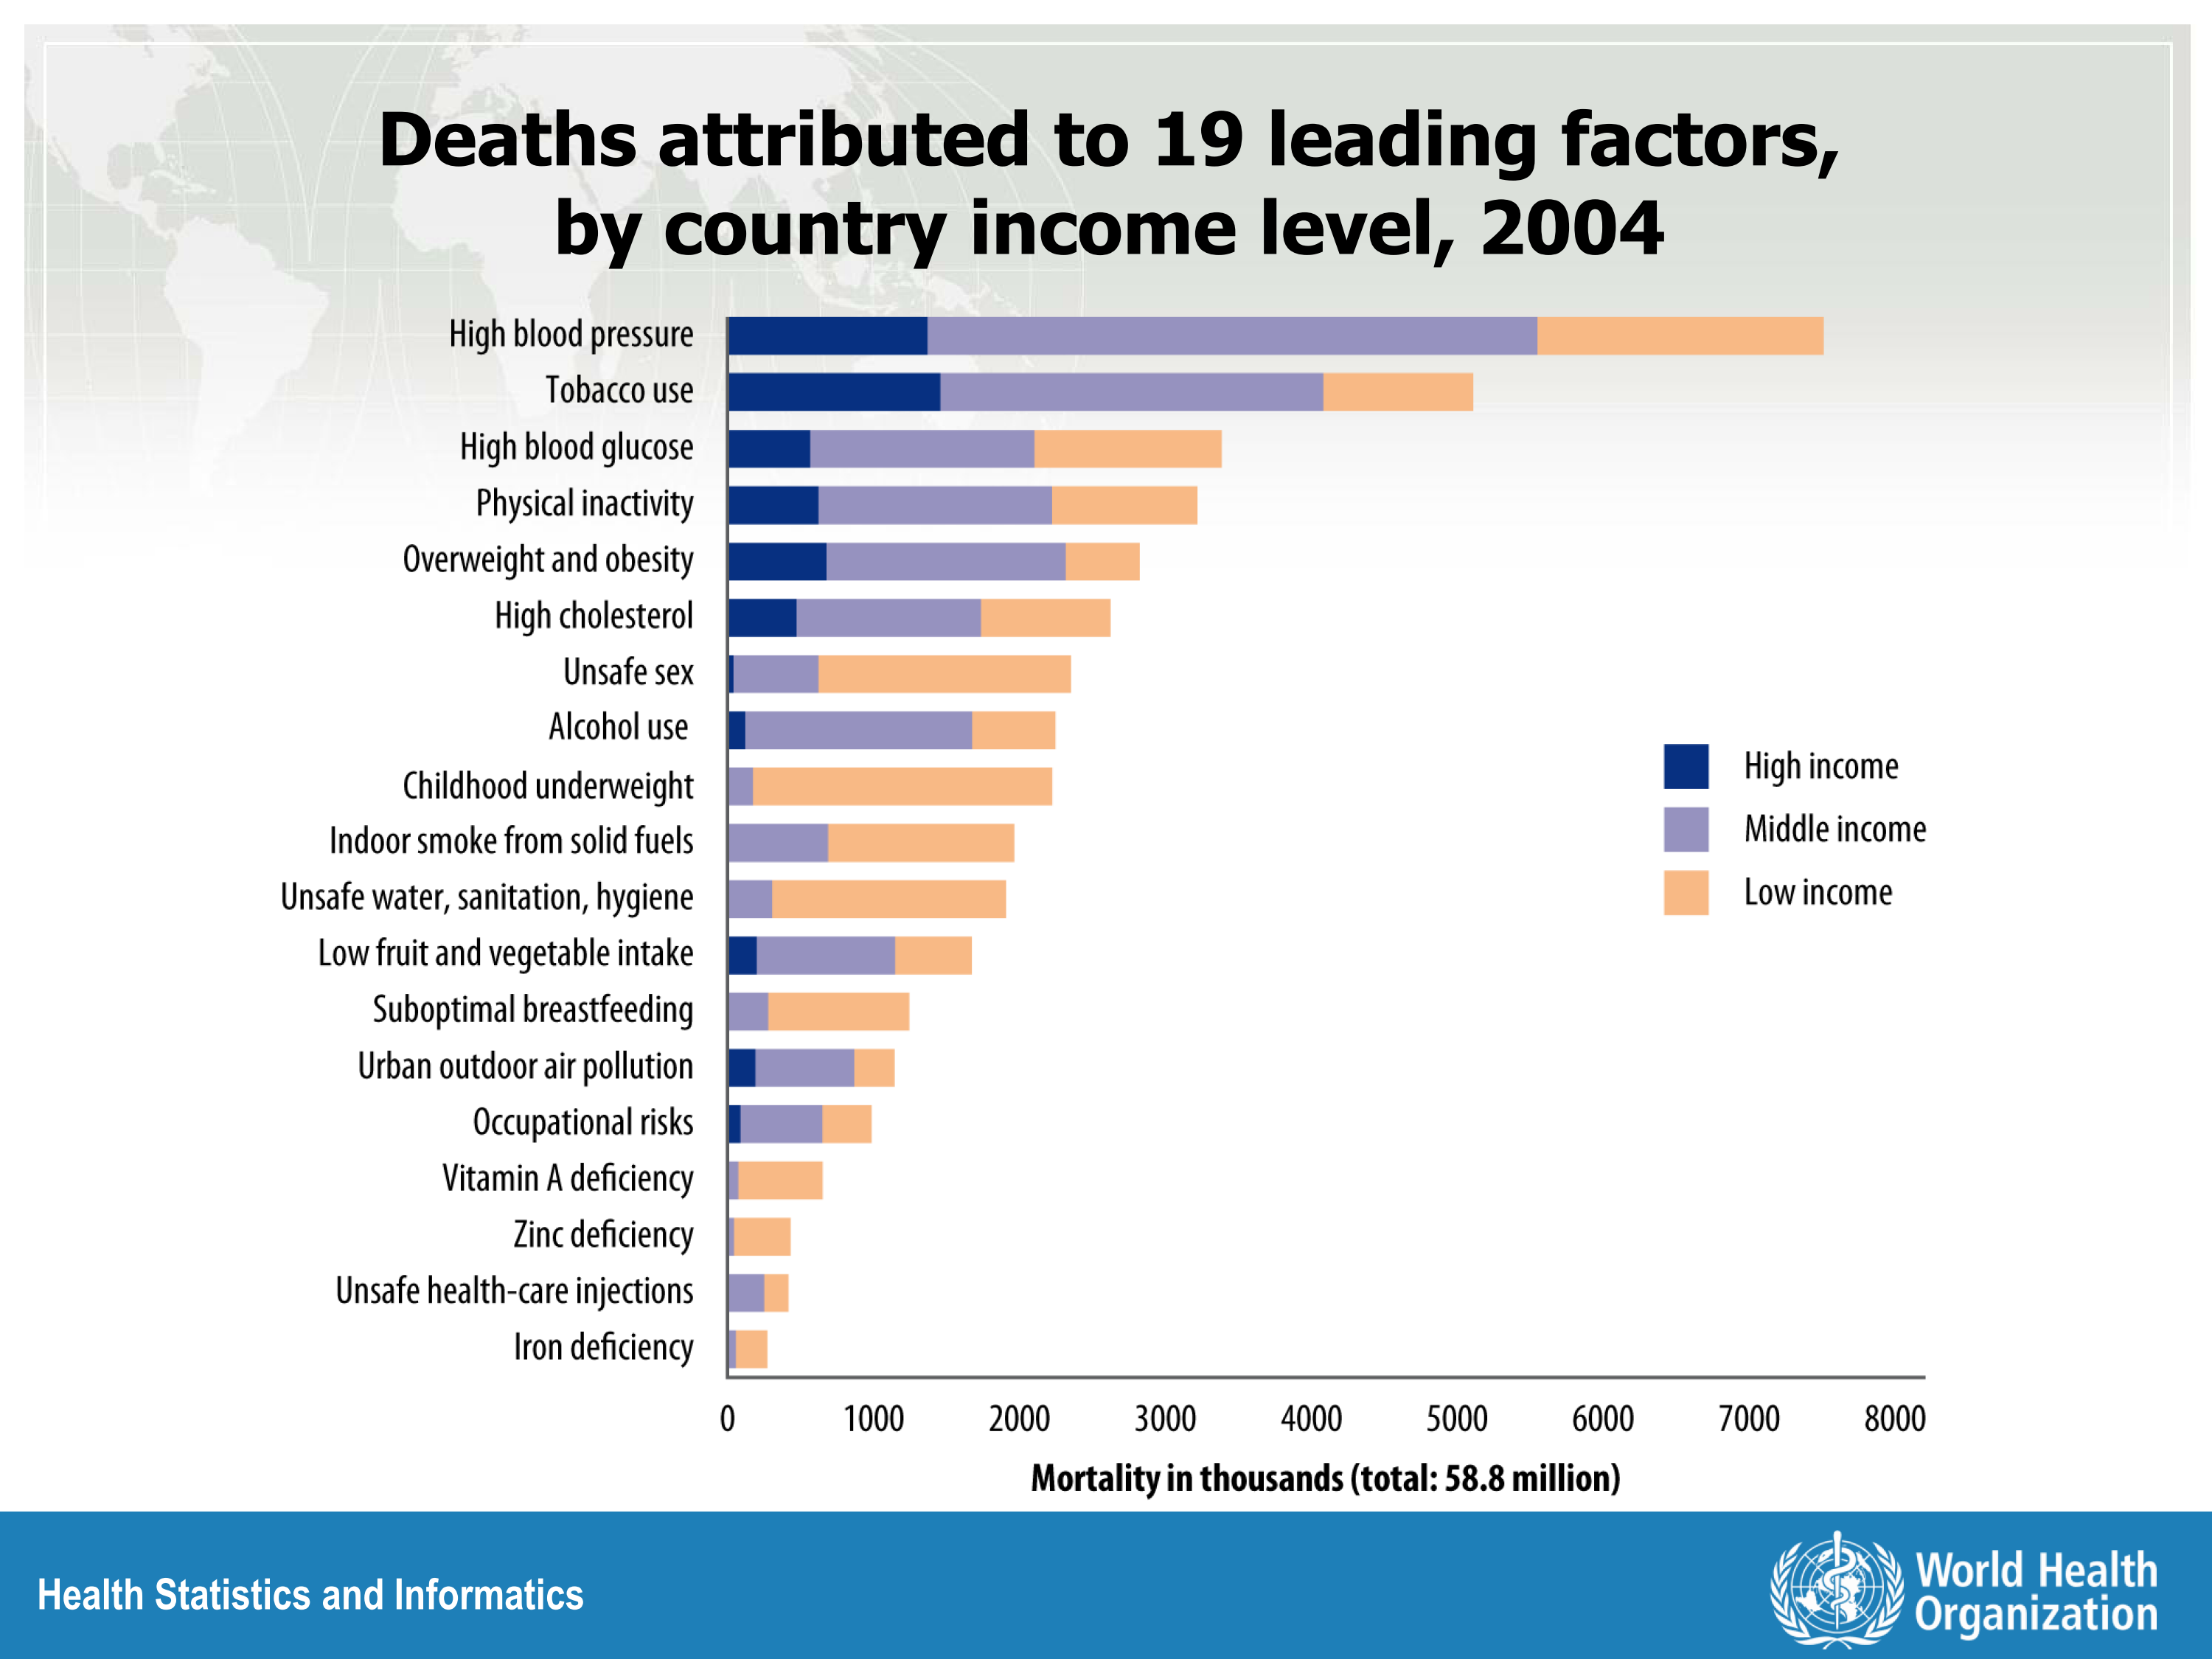 Deaths attributed to 19 leading factors,
by country income level, 2004
High blood pressure
Tobacco use
High blood glucose
Physical inactivity
Overweight and obesity
High cholesterol
Unsafe sex
Alcohol use
Childhood underweight
Indoor smoke from solid fuels
Unsafe water, sanitation, hygiene
Low fruit and vegetable intake
Suboptimal breastfeeding
Urban outdoor air pollution
Occupational risks
Vitamin A deficiency
Zinc deficiency
Unsafe health-care injections
Iron deficiency
High income
Middle income
Low income
0 1000 2000 3000 4000 5000 6000 7000 8000
Mortality in thousands (total: 58.8 million)
Health Statistics and Informatics
World Health
Organization